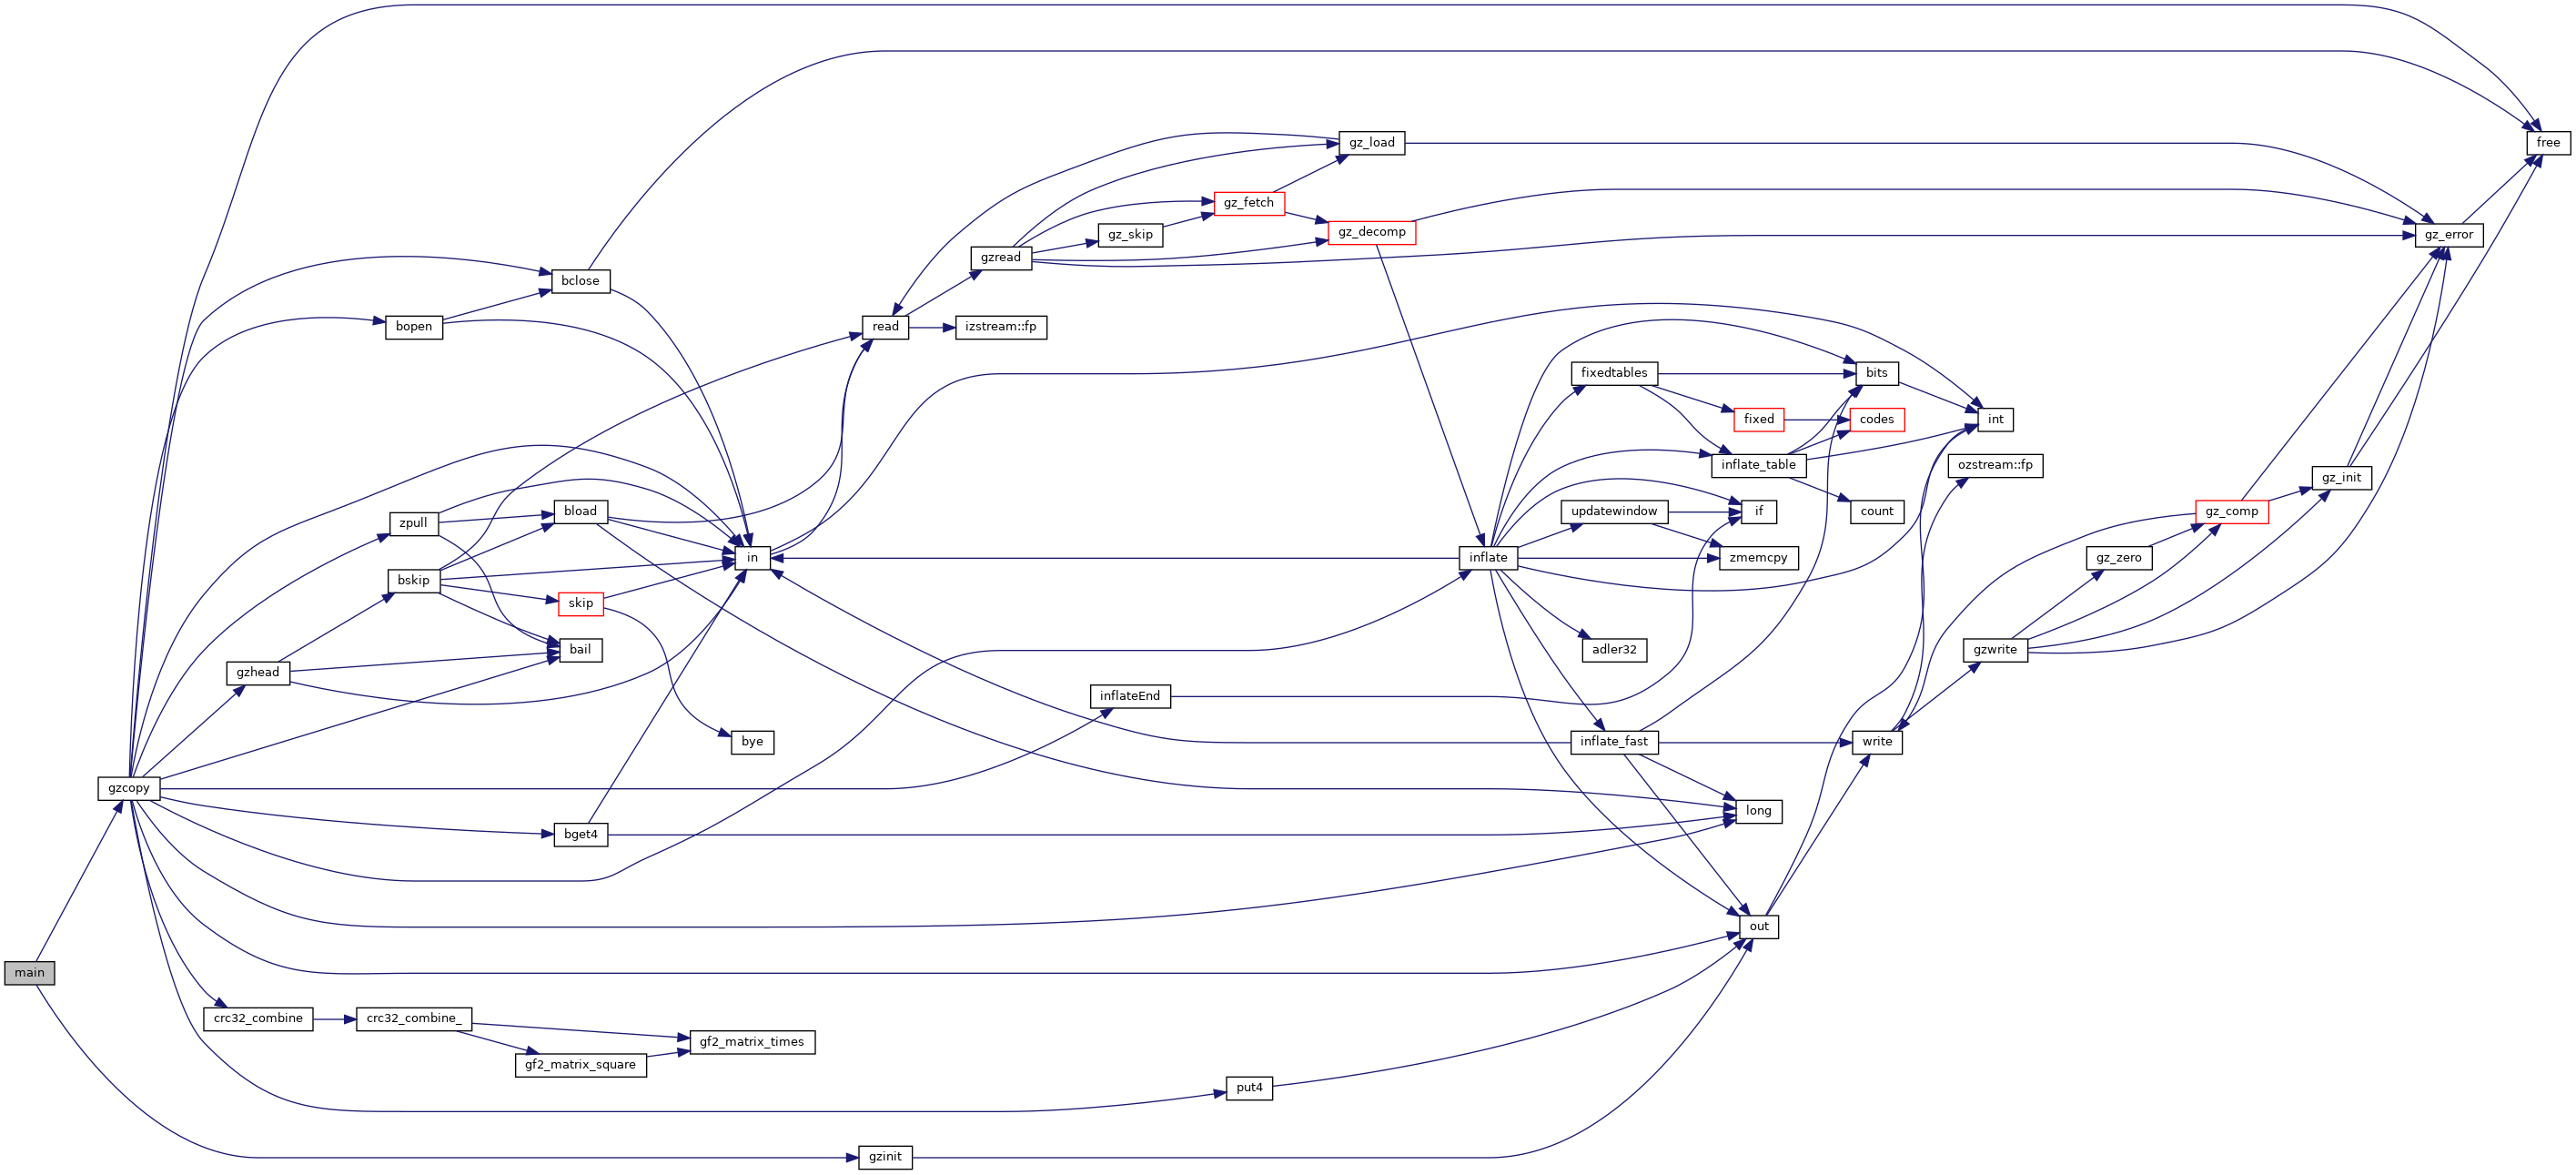 free
gz_load
gz_fetch
gz_decomp
gz_skip
gz_error
gzread
bclose
bopen
read
izstream::fp
fixedtables
bits
fixed
codes
int
inflate_table
ozstream::fp
gz_init
bload
updatewindow
if
count
gz_comp
zpull
in
inflate
zmemcpy
gz_zero
bskip
skip
bail
adler32
gzwrite
gzhead
inflateEnd
bye
inflate_fast
write
gzcopy
long
bget4
out
main
crc32_combine
crc32_combine_
gf2_matrix_times
gf2_matrix_square
put4
gzinit